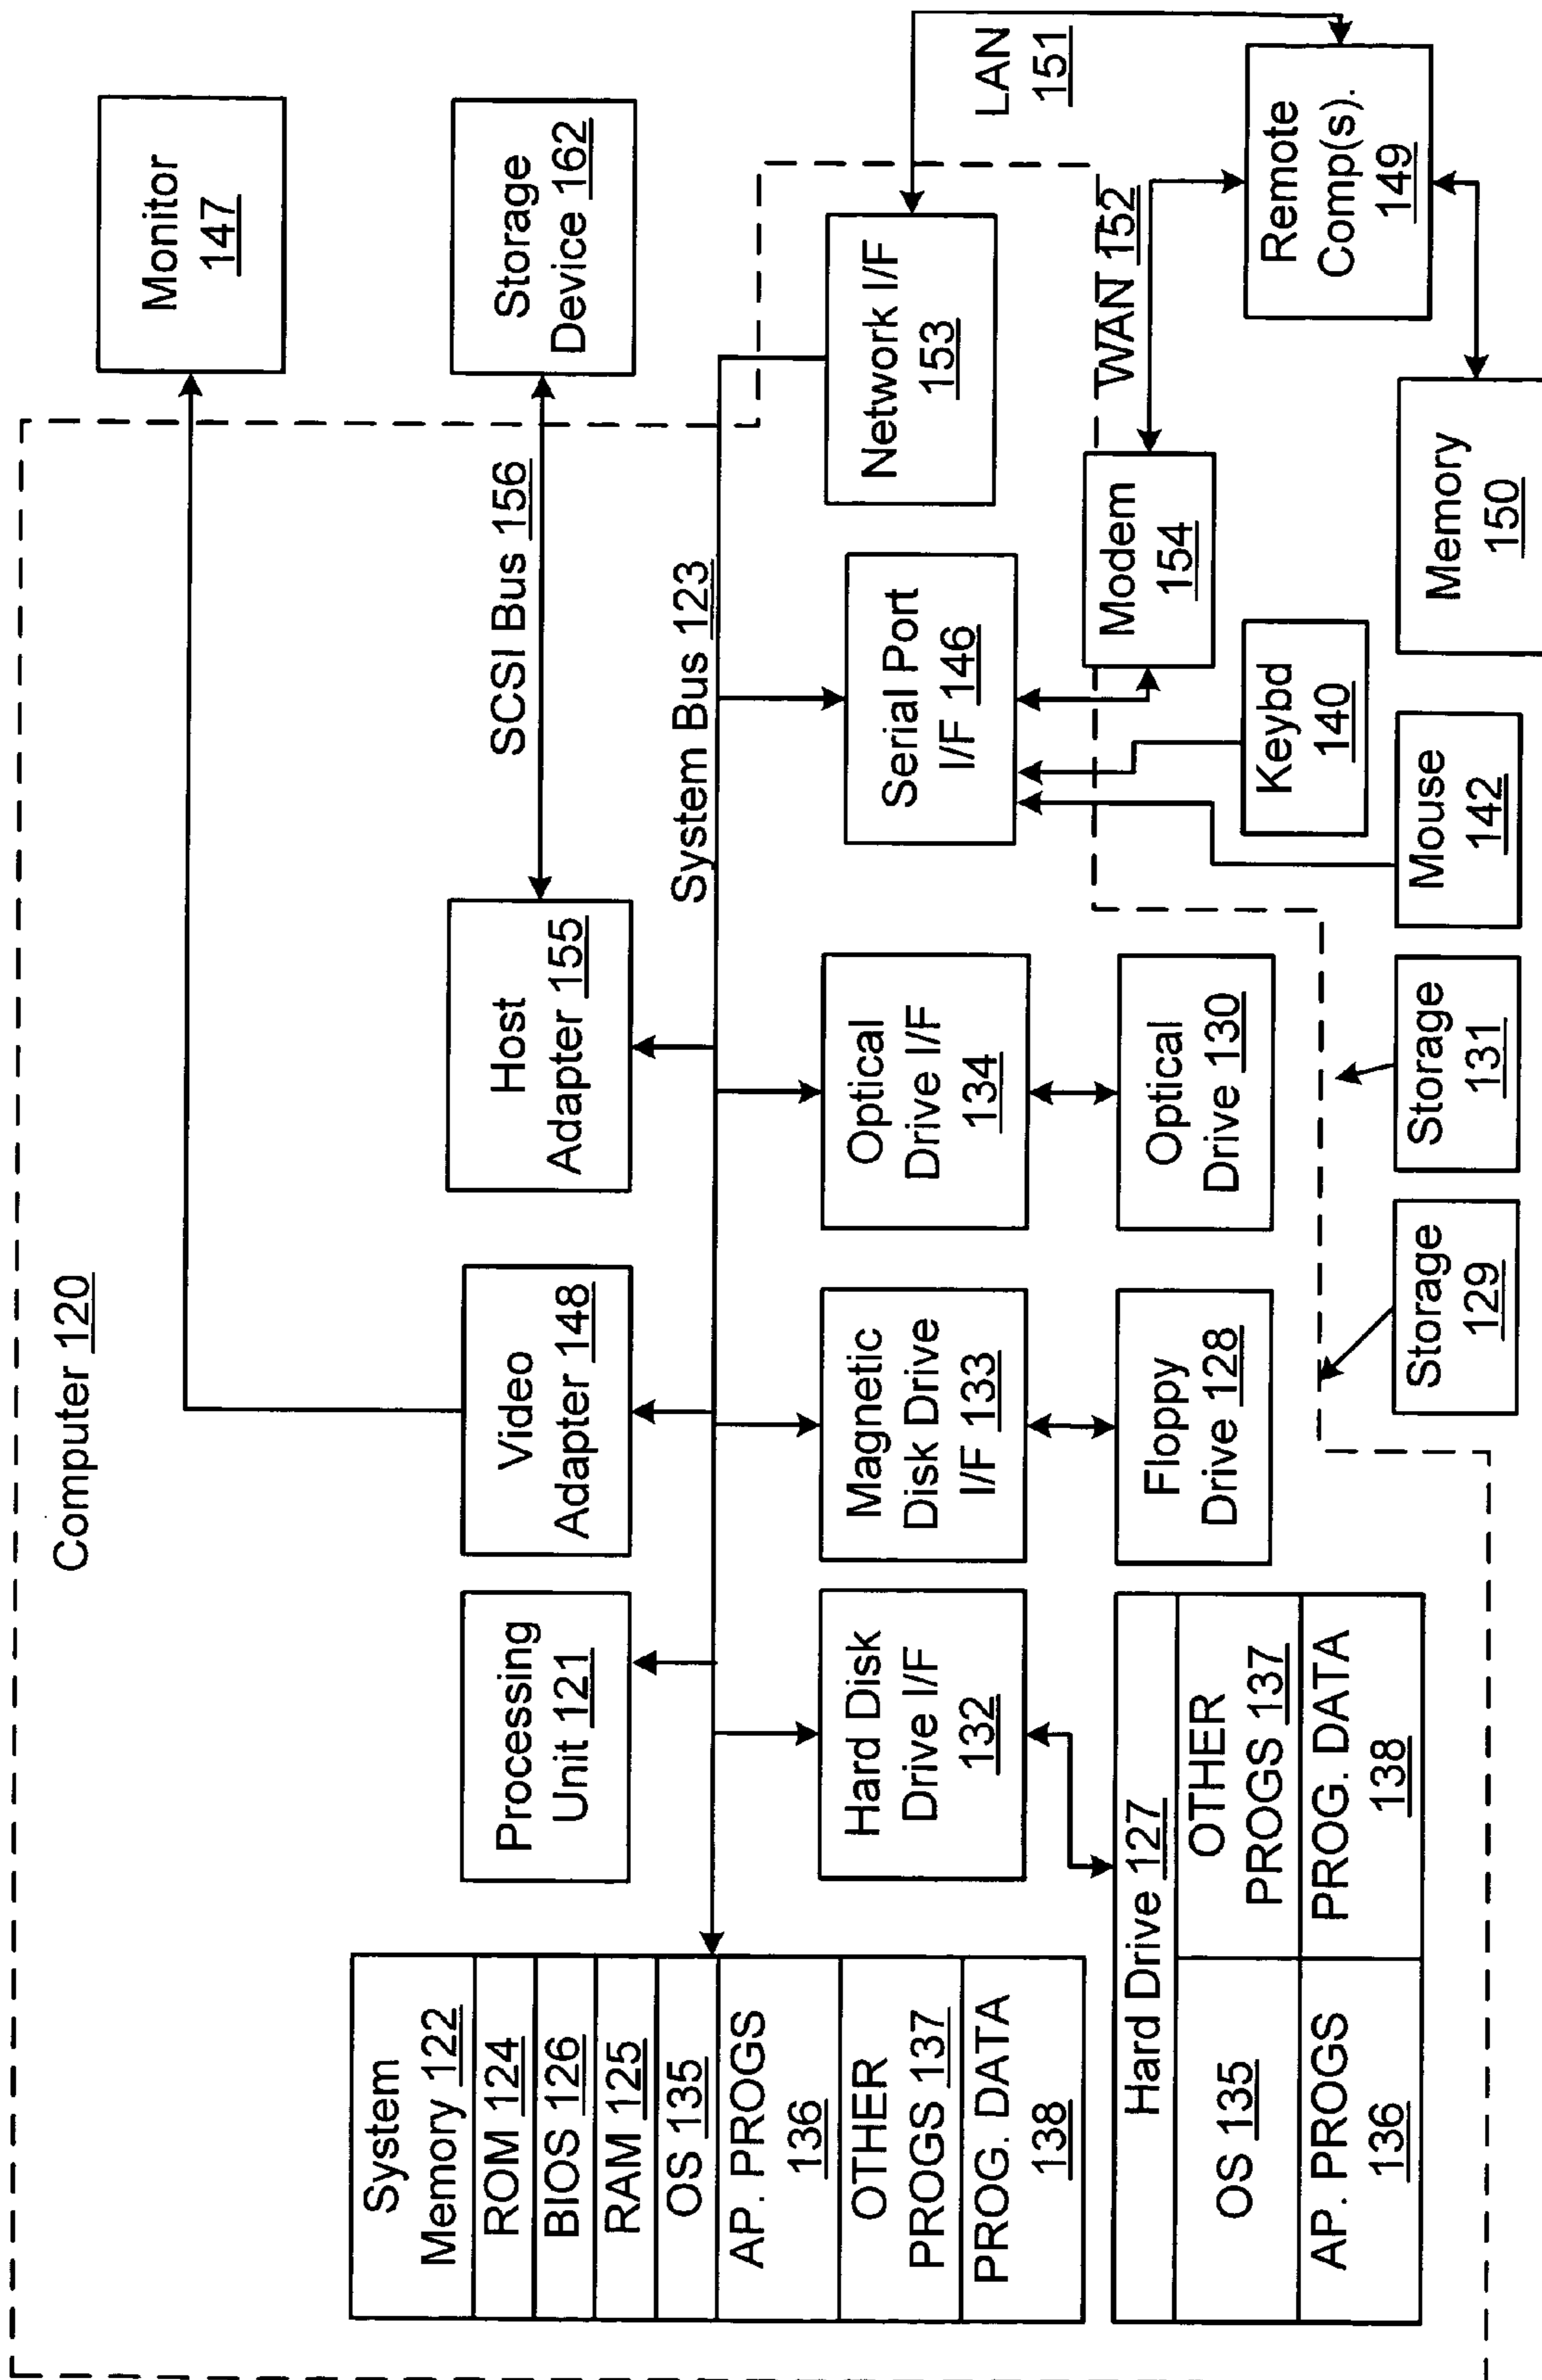 Computer 120
System
Memory 122
ROM 124
BIOS 126
RAM 125
OS 135
AP. PROGS
136
OTHER
PROGS 137
PROG. DATA
138
Processing
Unit 121
Video
Adapter 148
Host
Adapter 155
SCSI Bus 156
Monitor
147
Storage
Device 162
System Bus 123
Hard Disk
Drive I/F
132
Magnetic
Disk Drive
I/F 133
Optical
Drive I/F
134
Serial Port
I/F 146
Network I/F
153
LAN
151
Hard Drive 127
OS 135
OTHER
PROGS 137
AP. PROGS
136
PROG. DATA
138
Floppy
Drive 128
Optical
Drive 130
Modem
154
WAN 152
Remote
Comp(s).
149
Storage
129
Storage
131
Mouse
142
Keybd
140
Memory
150